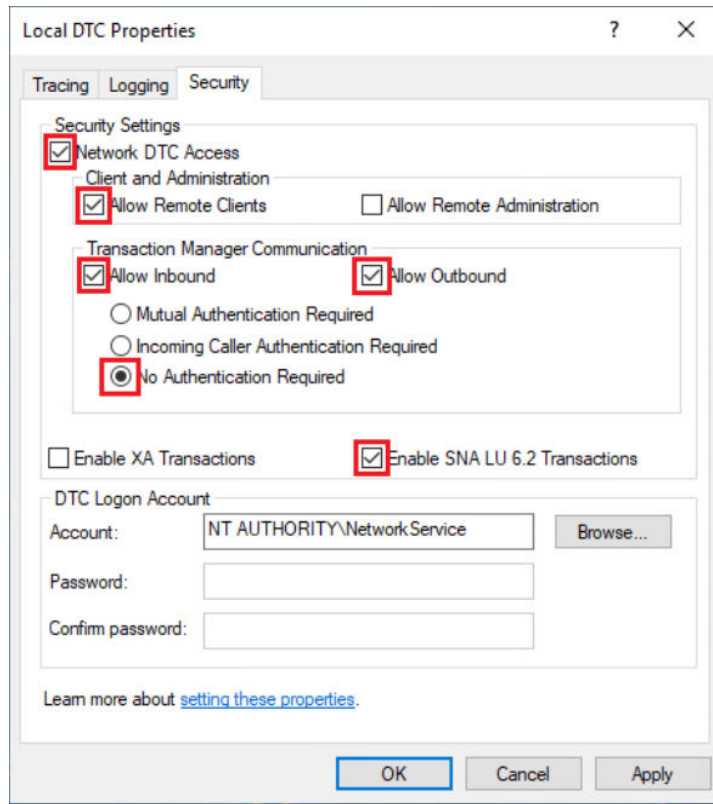 Local DTC Properties ? 
Tracing Logging Security
Security Settings
Network DTC Access
Client and Administration
Allow Remote Clients Allow Remote Administration
Transaction Manager Communication
Allow Inbound Allow Outbound
Mutual Authentication Required
Incoming Caller Authentication Required
No Authentication Required
Enable XA Transactions Enable SNA LU 6.2 Transactions
DTC Logon Account
Account: NT AUTHORITY\NetworkService Browse...
Password:
Confirm password:
Learn more about setting these properties.
OK Cancel Apply